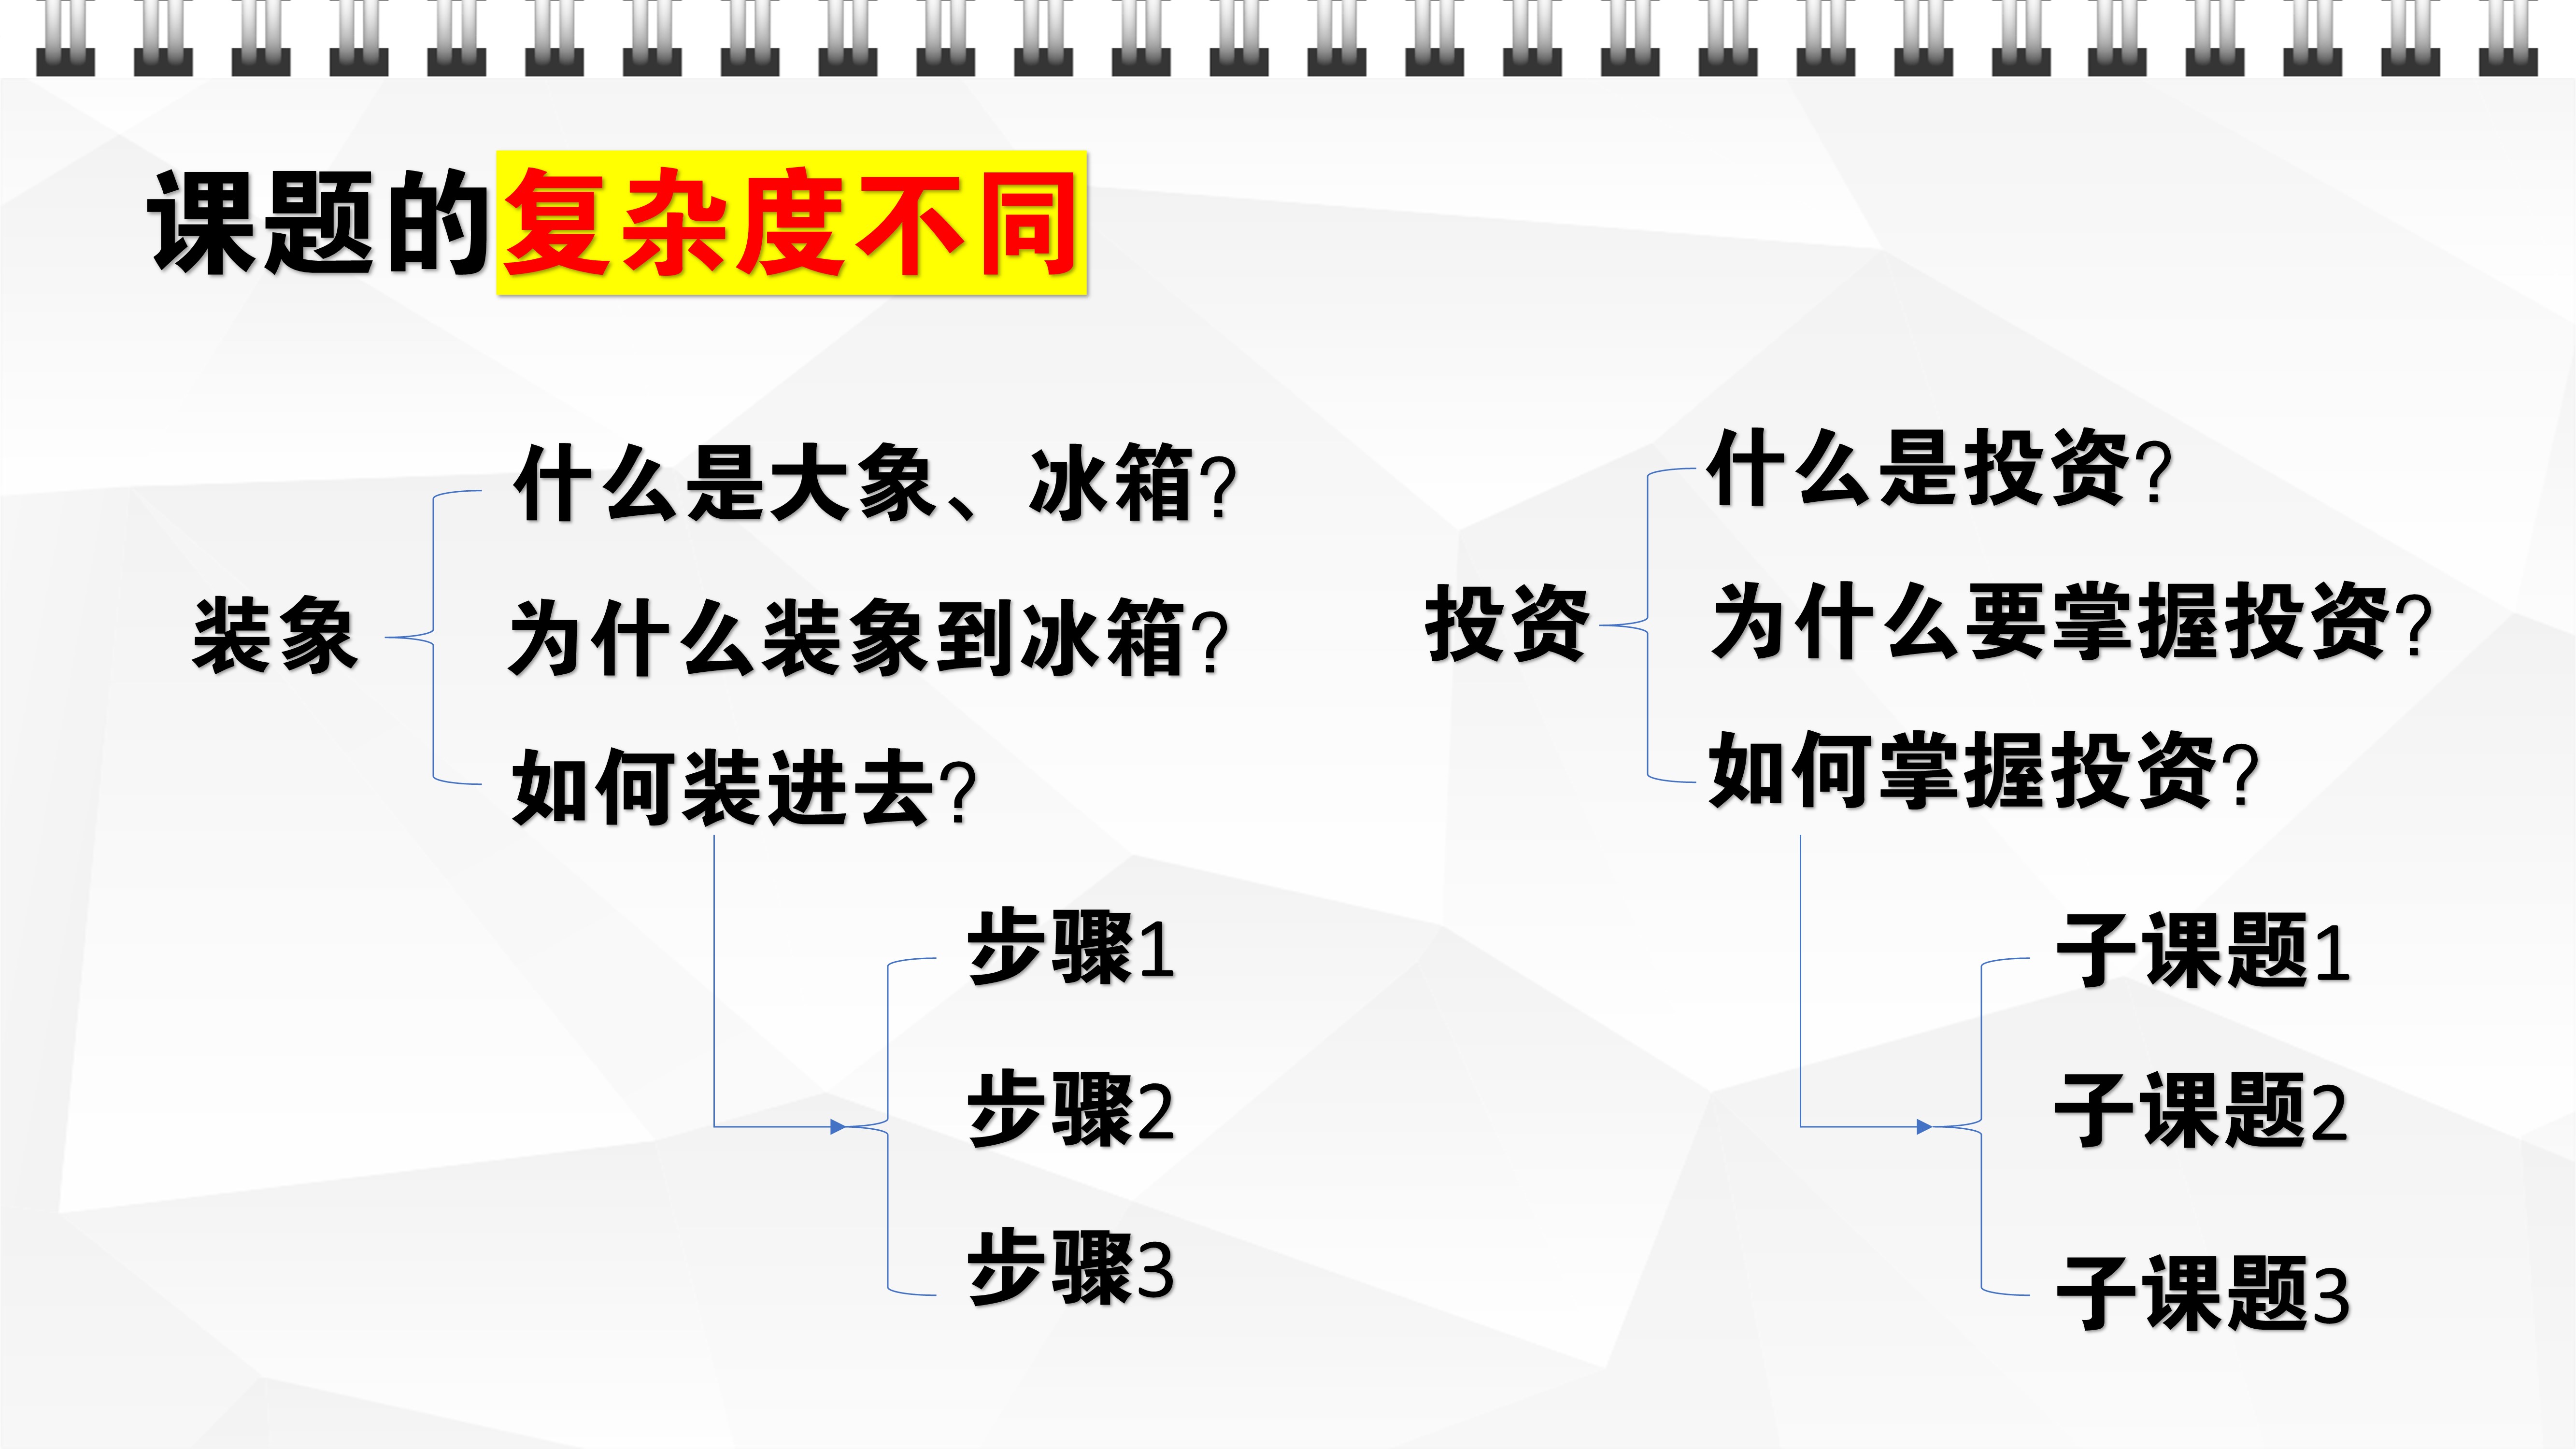 课题的复杂度不同
装象
什么是大象、冰箱?
为什么装象到冰箱?
如何装进去?
步骤1
步骤2
步骤3
投资
什么是投资?
为什么要掌握投资?
如何掌握投资?
子课题1
子课题2
子课题3